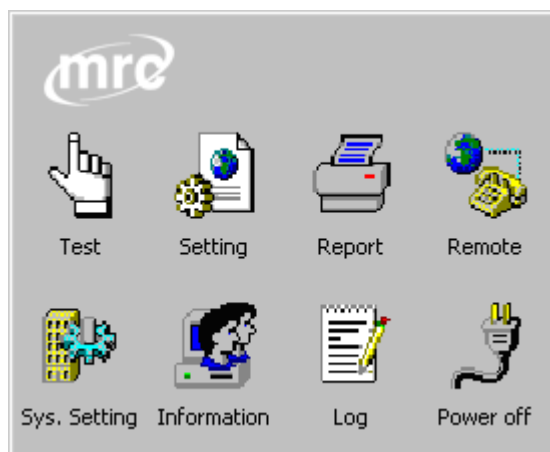 mrc
Test Setting Report Remote
Sys. Setting Information Log Power off